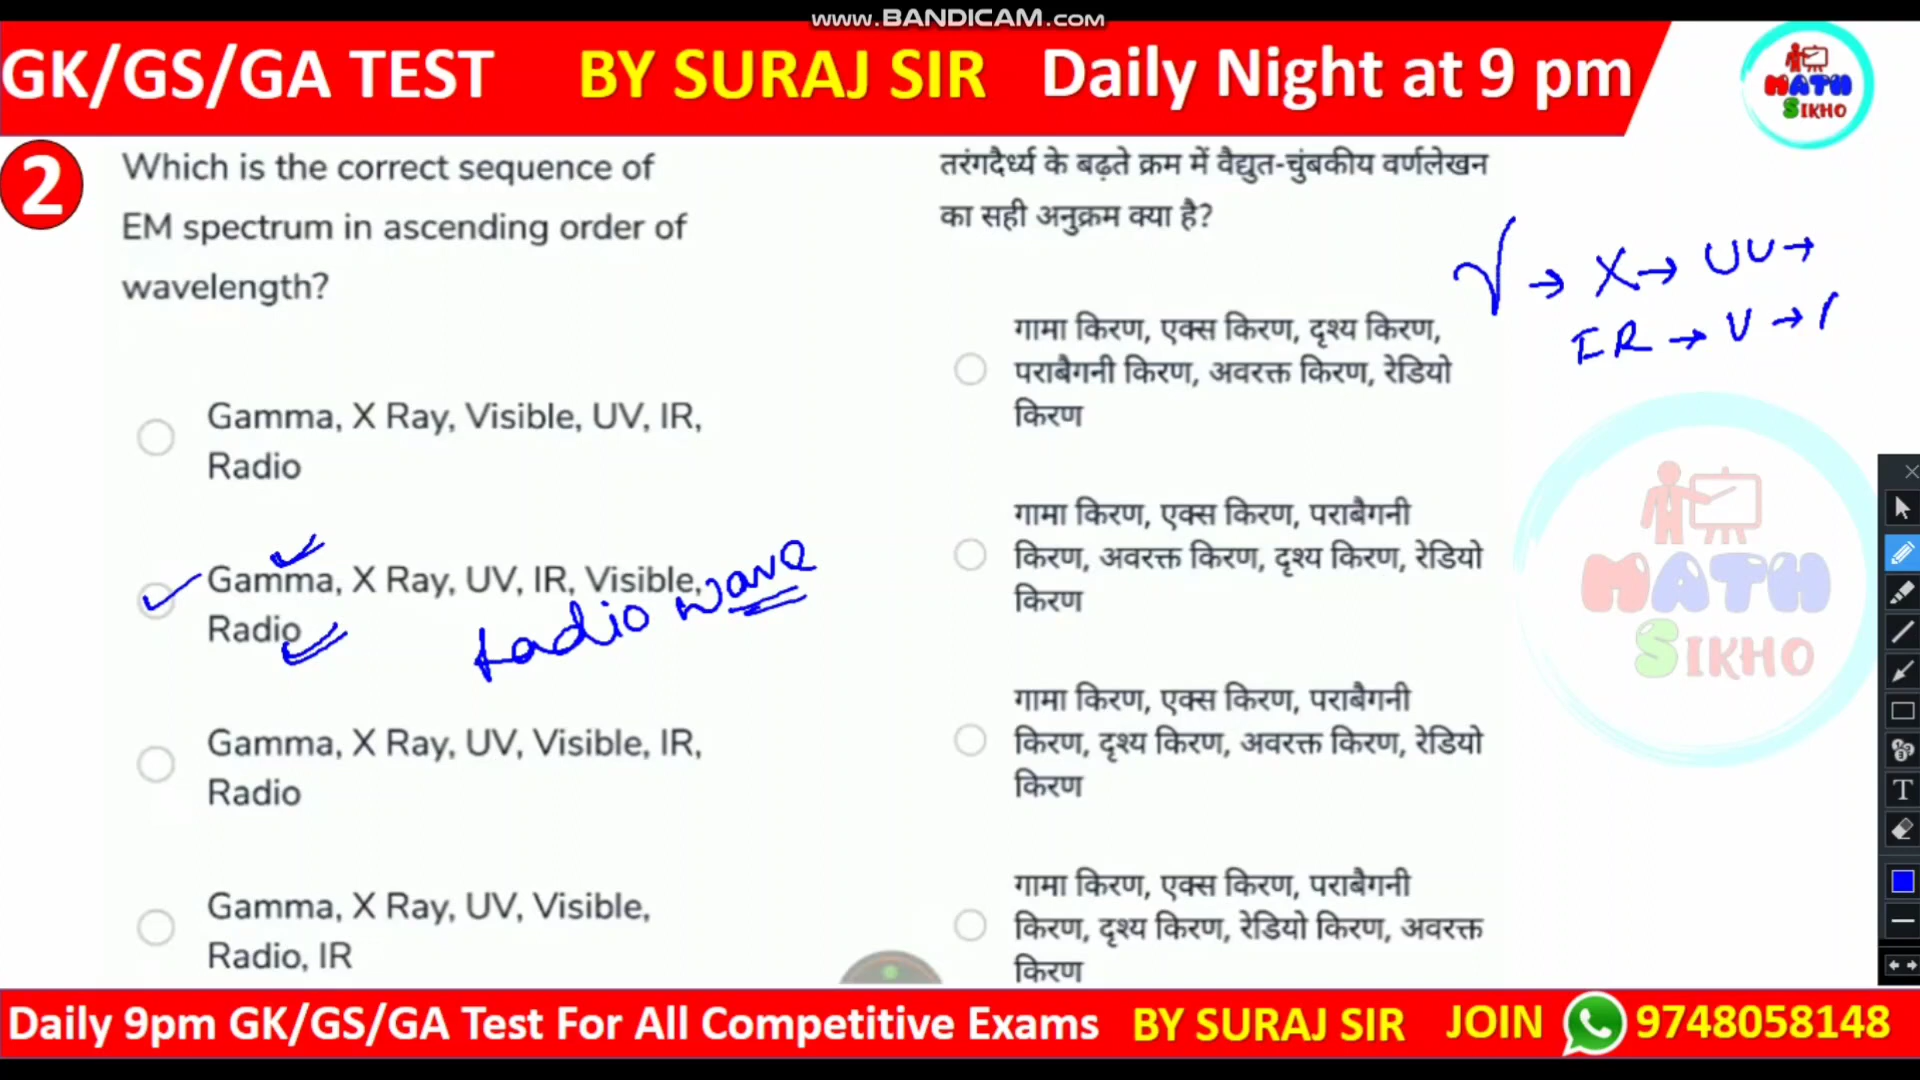 www.BANDICAM.com
GK/GS/GA TEST BY SURAJ SIR Daily Night at 9 pm
MATH
SIKHO
2
Which is the correct sequence of
EM spectrum in ascending order of
wavelength?
Gamma, X Ray, Visible, UV, IR,
Radio
Gamma, X Ray, UV, IR, Visible,
Radio
radio wave
Gamma, X Ray, UV, Visible, IR,
Radio
Gamma, X Ray, UV, Visible,
Radio, IR
तरंगदैर्ध्य के बढ़ते क्रम में वैद्युत-चुंबकीय वर्णलेखन
का सही अनुक्रम क्या है?
γ → X → UV →
IR → V → r
गामा किरण, एक्स किरण, दृश्य किरण,
पराबैगनी किरण, अवरक्त किरण, रेडियो
किरण
गामा किरण, एक्स किरण, पराबैगनी
किरण, अवरक्त किरण, दृश्य किरण, रेडियो
किरण
गामा किरण, एक्स किरण, पराबैगनी
किरण, दृश्य किरण, अवरक्त किरण, रेडियो
किरण
गामा किरण, एक्स किरण, पराबैगनी
किरण, दृश्य किरण, रेडियो किरण, अवरक्त
किरण
MATH
SIKHO
T
Daily 9pm GK/GS/GA Test For All Competitive Exams BY SURAJ SIR JOIN 9748058148